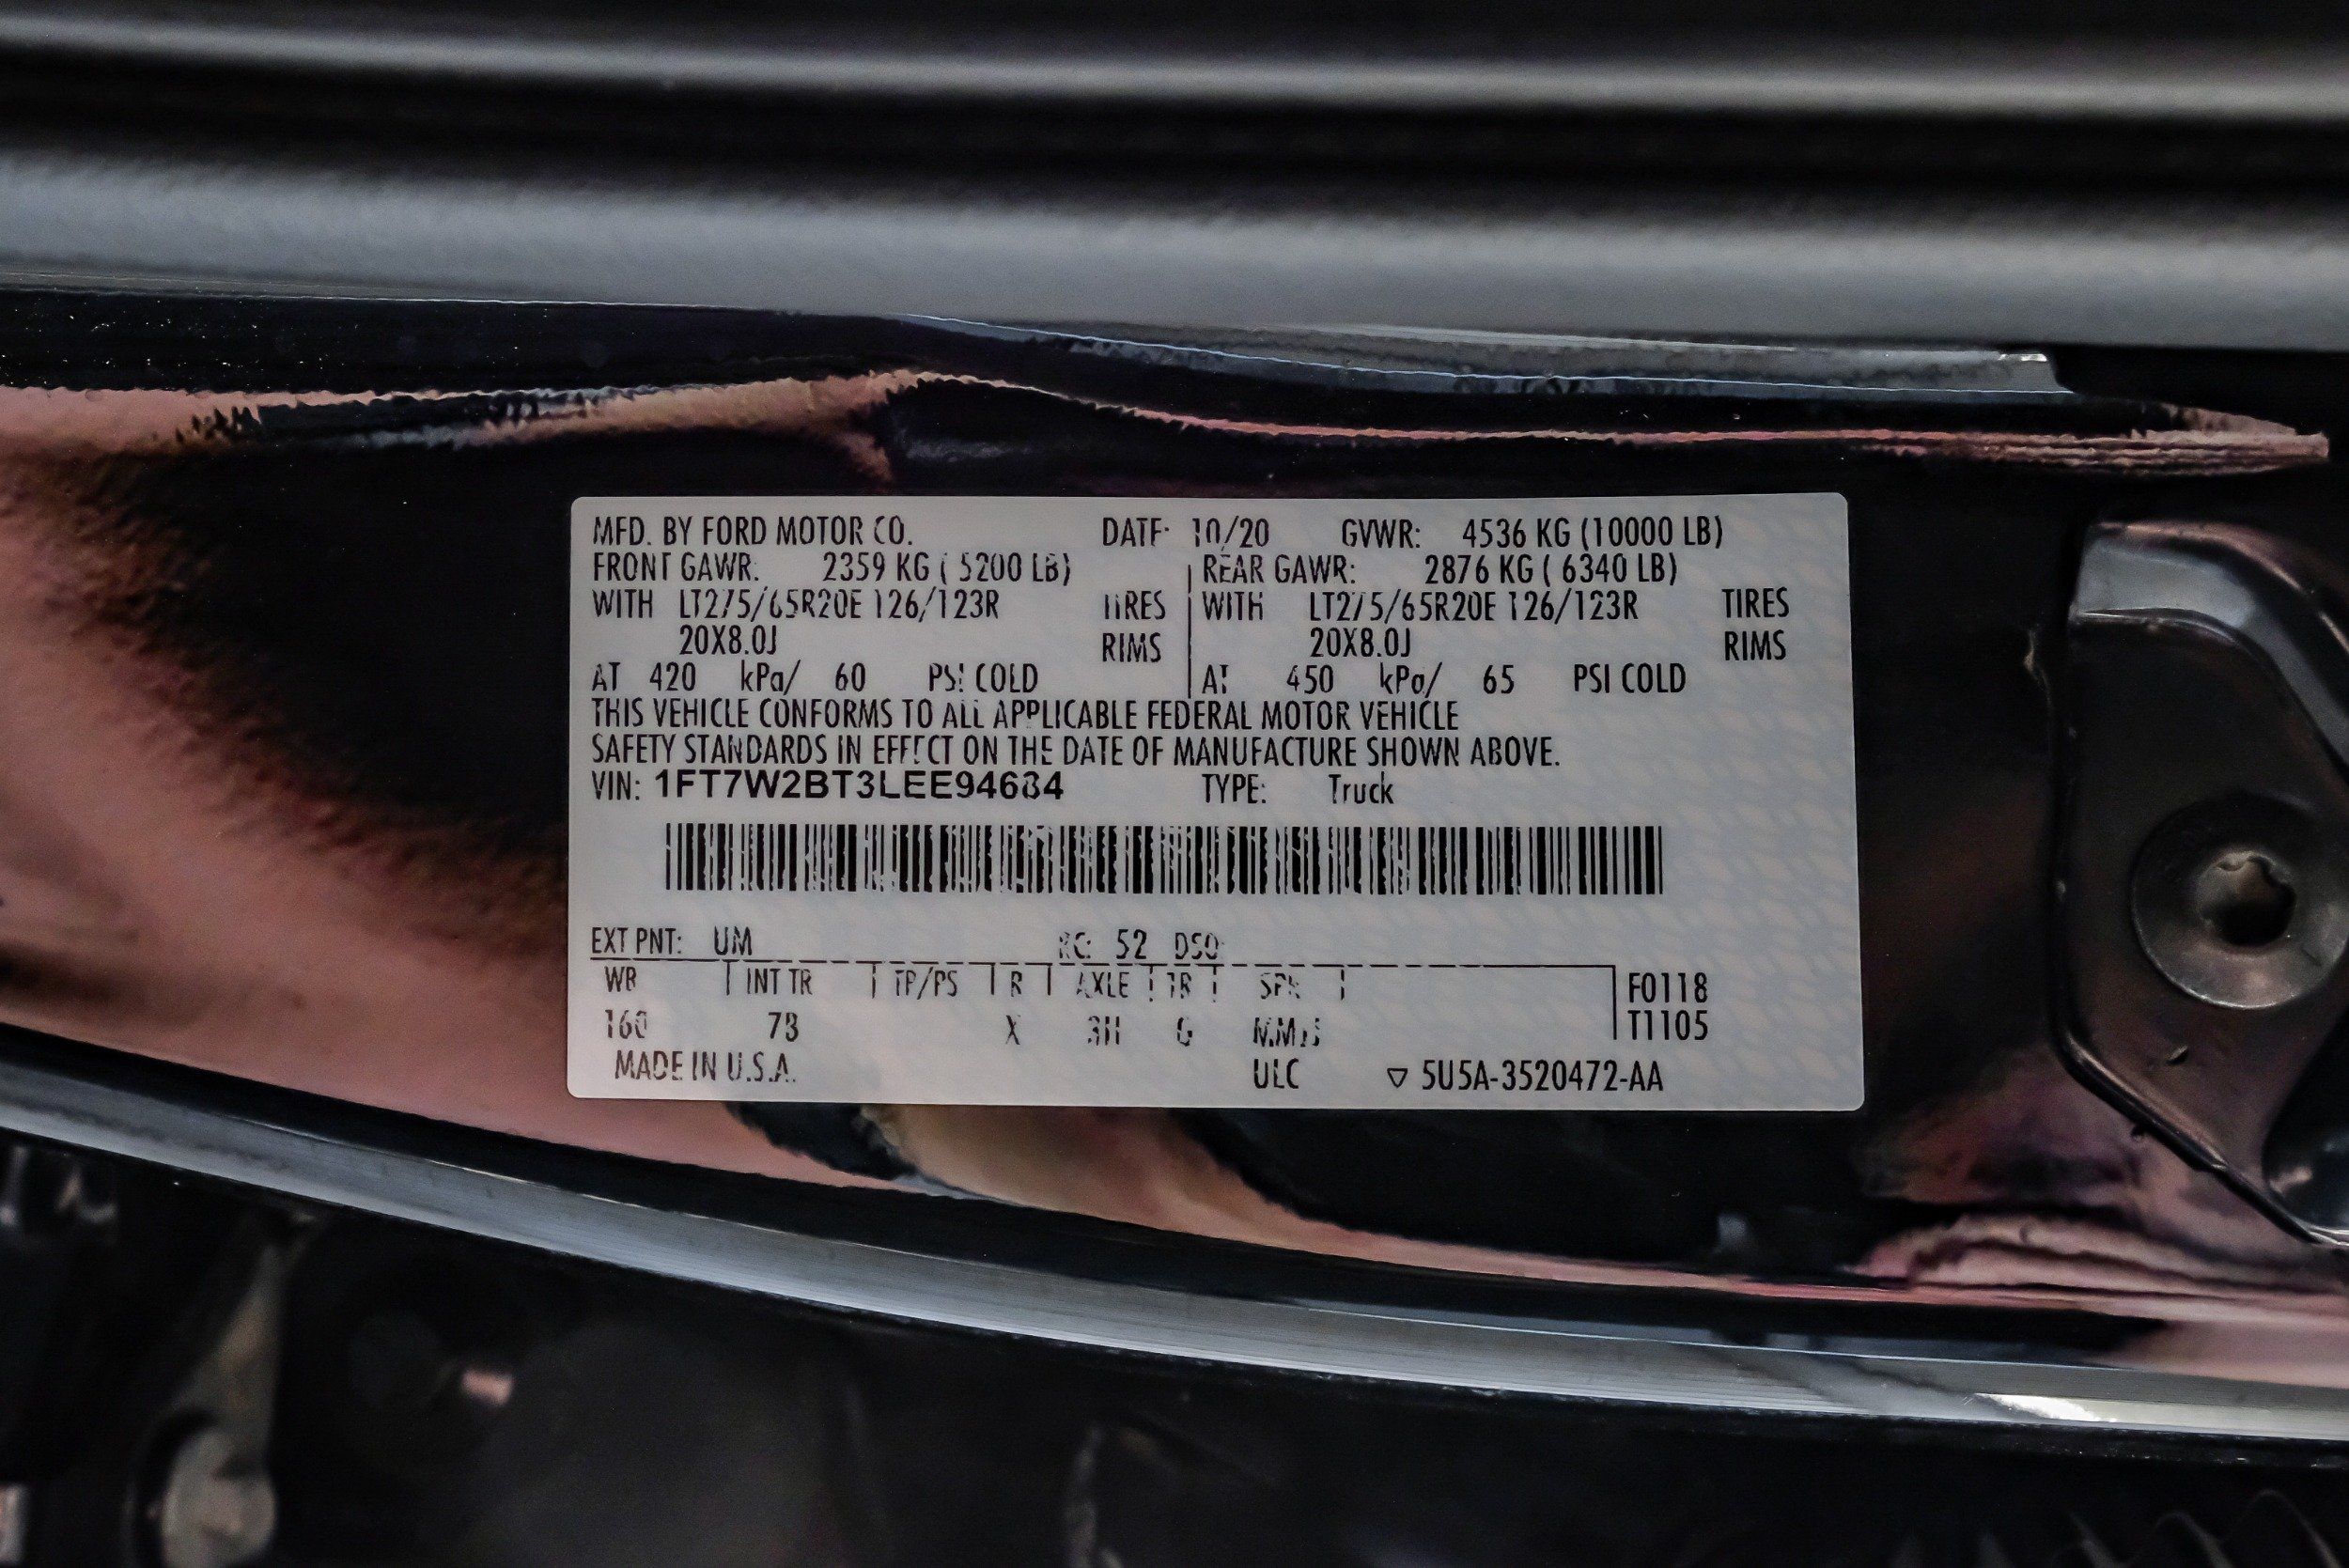 MFD. BY FORD MOTOR CO. DATE: 10/20 GVWR: 4536 KG (10000 LB)
FRONT GAWR: 2359 KG ( 5200 LB) REAR GAWR: 2876 KG ( 6340 LB)
WITH LT275/65R20E 126/123R TIRES WITH LT275/65R20E 126/123R TIRES
20X8.0J RIMS 20X8.0J RIMS
AT 420 kPa/ 60 PSI COLD AT 450 kPa/ 65 PSI COLD
THIS VEHICLE CONFORMS TO ALL APPLICABLE FEDERAL MOTOR VEHICLE
SAFETY STANDARDS IN EFFECT ON THE DATE OF MANUFACTURE SHOWN ABOVE.
VIN: TYPE: Truck
EXT PNT: UM RC: 52 DSO:
WB INT TR TP/PS R AXLE TR SPR F0118
160 X T1105
MADE IN U.S.A. ULC 5U5A-3520472-AA